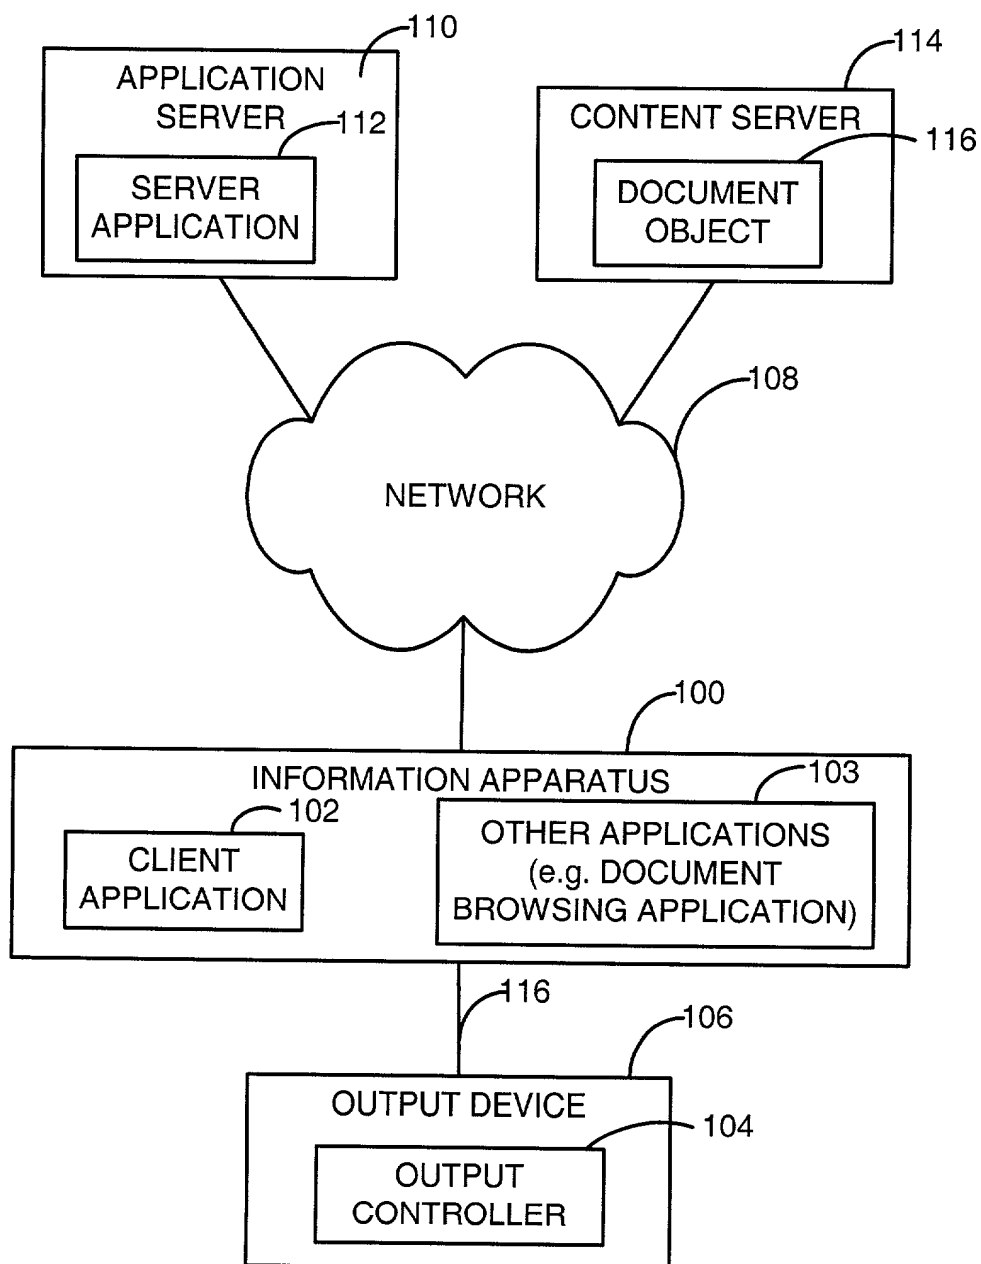 110
APPLICATION
SERVER
112
SERVER
APPLICATION
114
CONTENT SERVER
116
DOCUMENT
OBJECT
108
NETWORK
100
INFORMATION APPARATUS
103
102
CLIENT
APPLICATION
OTHER APPLICATIONS
(e.g. DOCUMENT
BROWSING APPLICATION)
116
106
OUTPUT DEVICE
104
OUTPUT
CONTROLLER